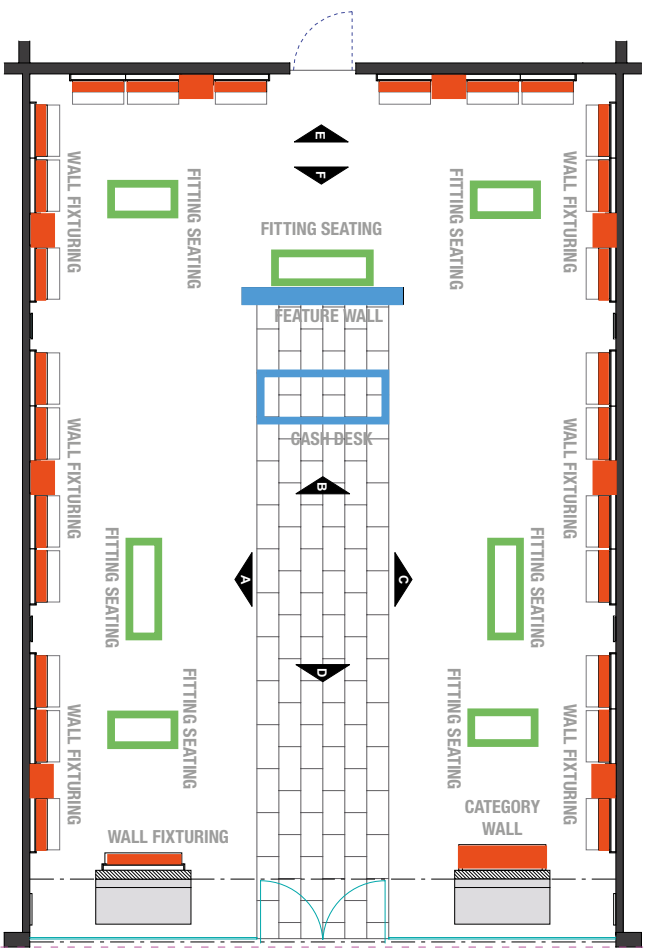 E
F
WALL FIXTURING
FITTING SEATING
FITTING SEATING
WALL FIXTURING
FITTING SEATING
FEATURE WALL
CASH DESK
WALL FIXTURING
WALL FIXTURING
B
A
C
FITTING SEATING
FITTING SEATING
D
WALL FIXTURING
FITTING SEATING
FITTING SEATING
WALL FIXTURING
WALL FIXTURING
CATEGORY
WALL